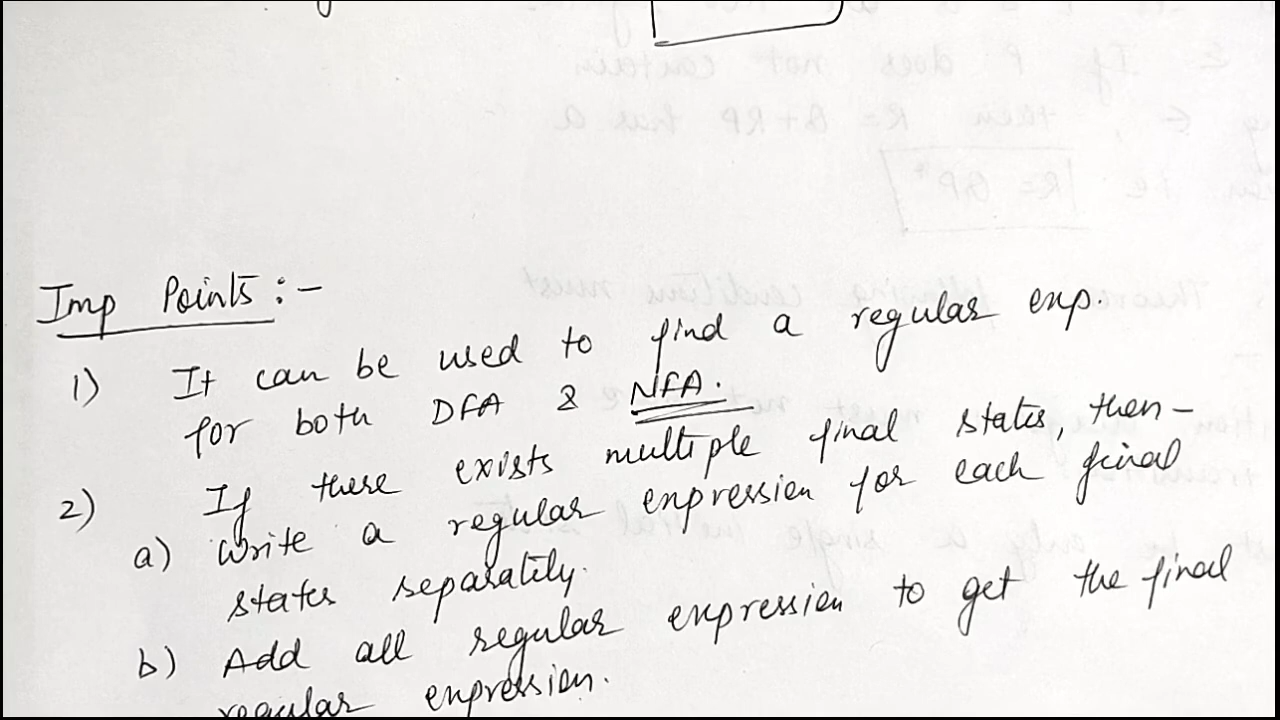 Imp Points :-
1) It can be used to find a regular exp.
for both DFA & NFA.
2) If there exists multiple final states, then -
a) Write a regular expression for each final
states separately.
b) Add all regular expression to get the final
regular expression.